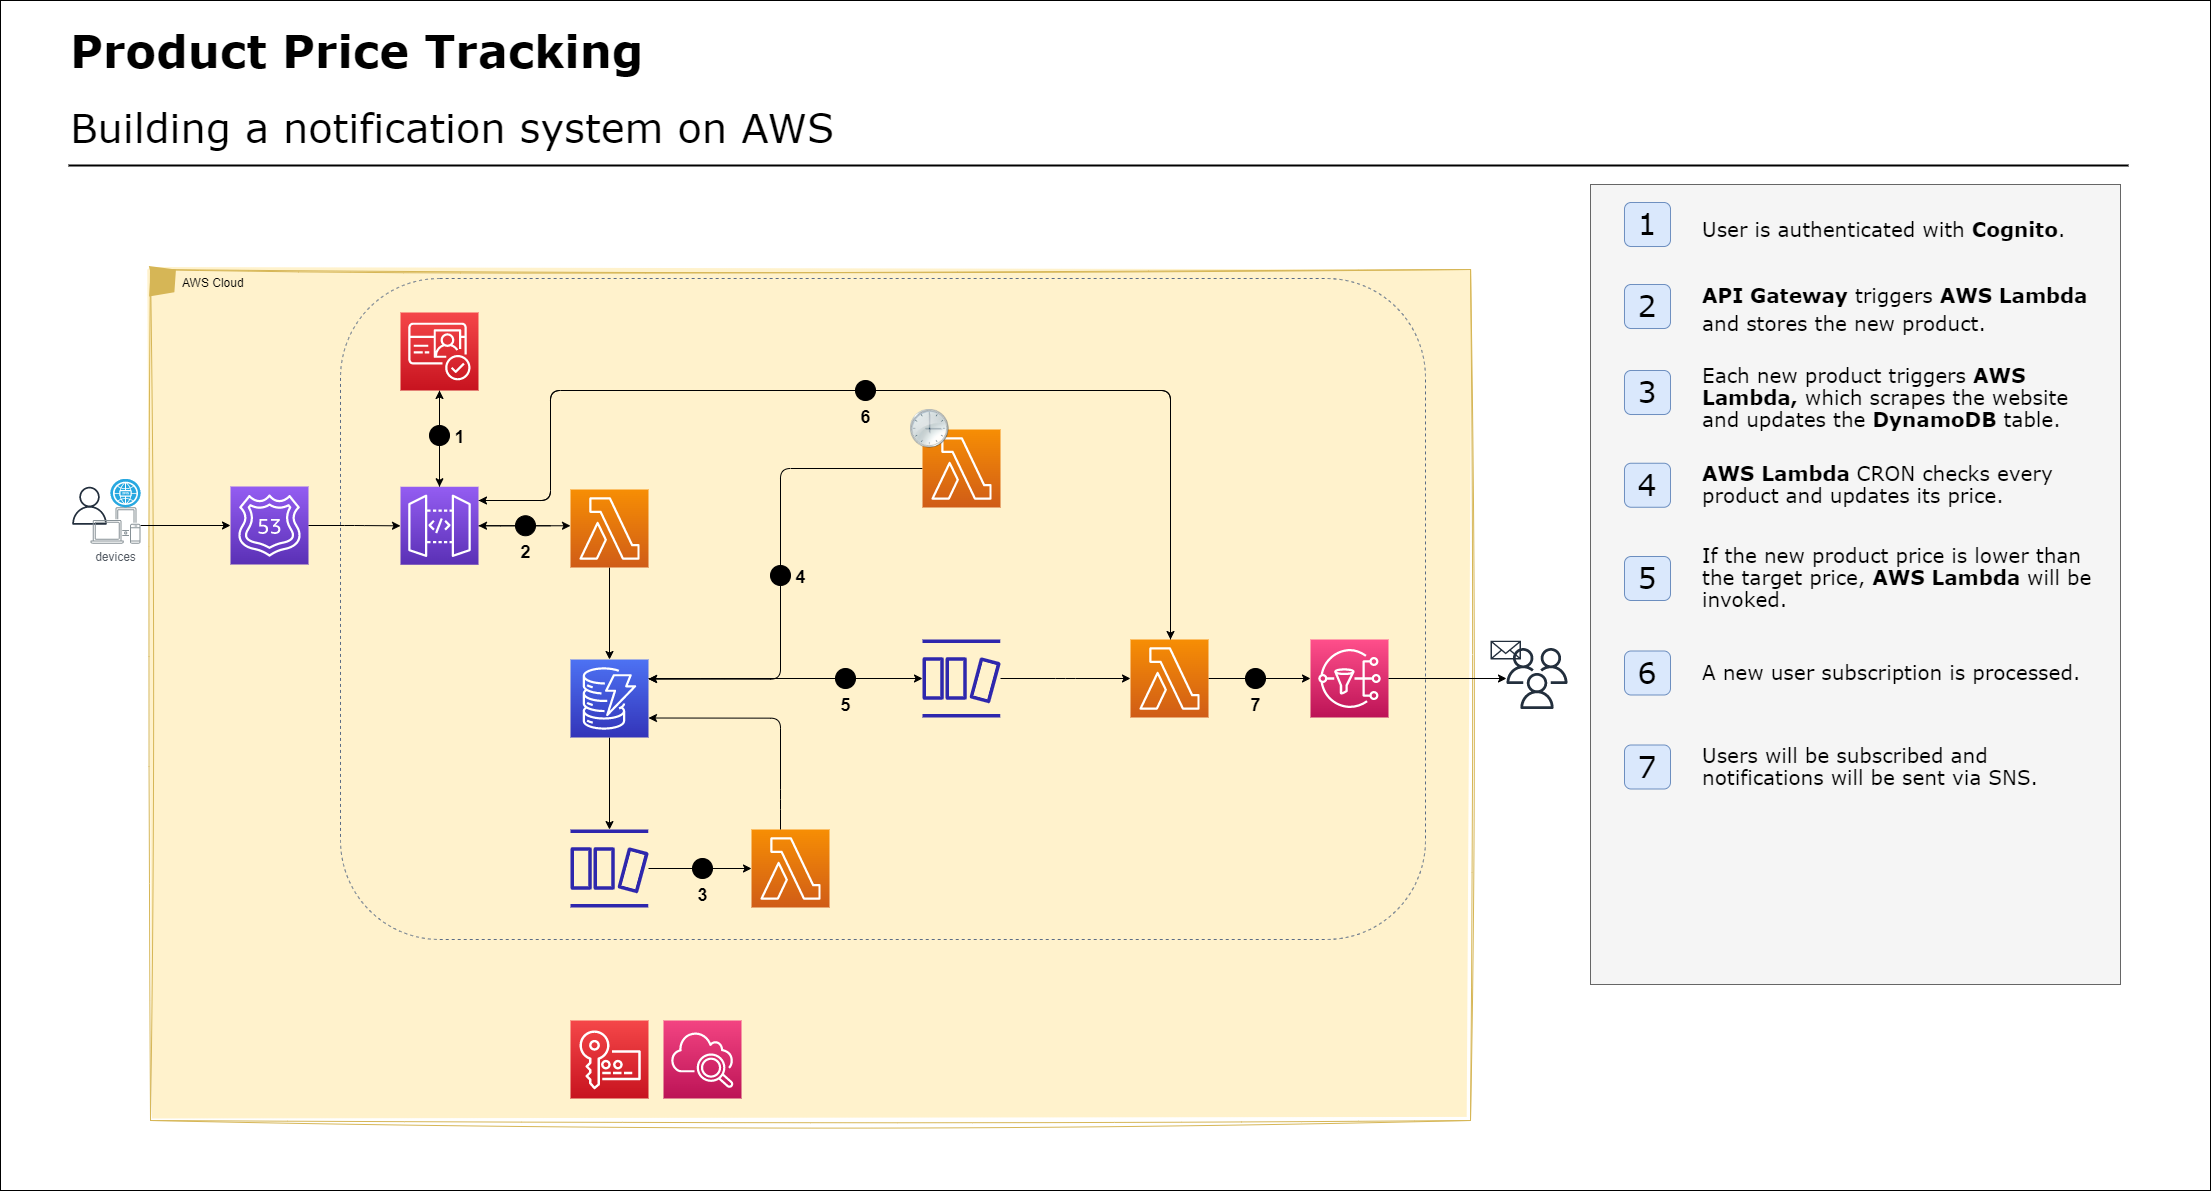 Product Price Tracking
Building a notification system on AWS
AWS Cloud
1
6
53
</>
2
devices
4
5
7
3
1
User is authenticated with Cognito.
2
API Gateway triggers AWS Lambda
and stores the new product.
3
Each new product triggers AWS
Lambda, which scrapes the website
and updates the DynamoDB table.
4
AWS Lambda CRON checks every
product and updates its price.
5
If the new product price is lower than
the target price, AWS Lambda will be
invoked.
6
A new user subscription is processed.
7
Users will be subscribed and
notifications will be sent via SNS.